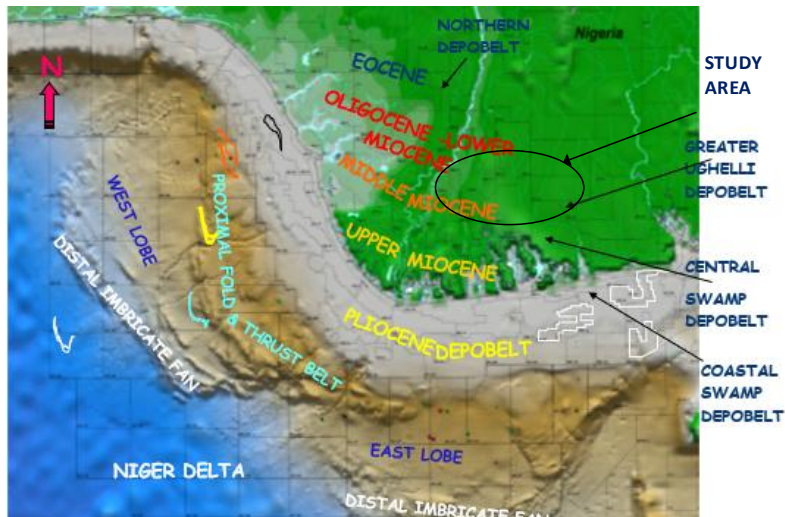 NORTHERN
DEPOBELT
Nigeria
STUDY
AREA
N
EOCENE
OLIGOCENE -LOWER
MIOCENE
GREATER
UGHELLI
DEPOBELT
MIDDLE MIOCENE
WEST LOBE
PROXIMAL FOLD & THRUST BELT
UPPER MIOCENE
CENTRAL
SWAMP
DEPOBELT
DISTAL IMBRICATE FAN
PLIOCENE DEPOBELT
COASTAL
SWAMP
DEPOBELT
EAST LOBE
NIGER DELTA
DISTAL IMBRICATE FAN